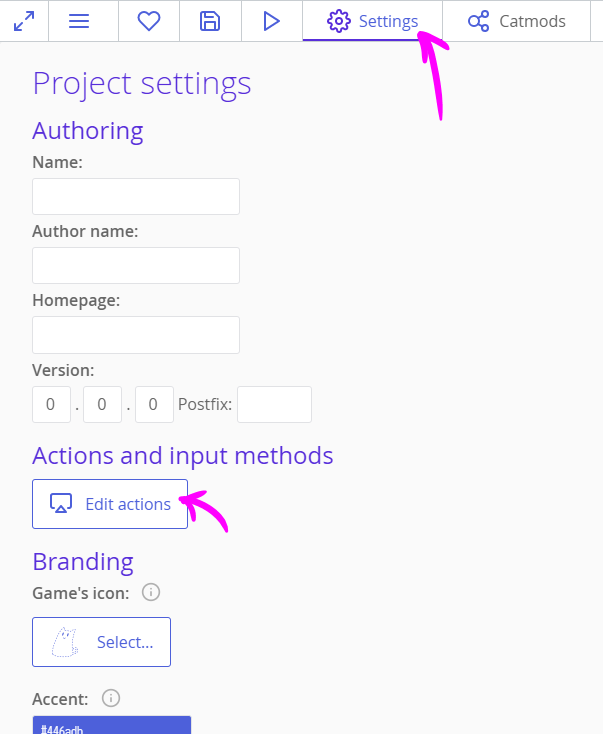 Settings
Catmods
Project settings
Authoring
Name:
Author name:
Homepage:
Version:
0 . 0 . 0 Postfix:
Actions and input methods
Edit actions
Branding
Game's icon:
Select...
Accent:
#446adb